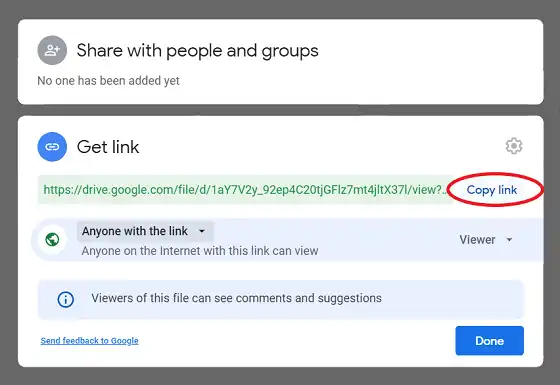 Share with people and groups
No one has been added yet
Get link
https://drive.google.com/file/d/1aY7V2y_92ep4C20tjGFlz7mt4jltX37l/view?...
Copy link
Anyone with the link
Anyone on the Internet with this link can view
Viewer
Viewers of this file can see comments and suggestions
Send feedback to Google
Done